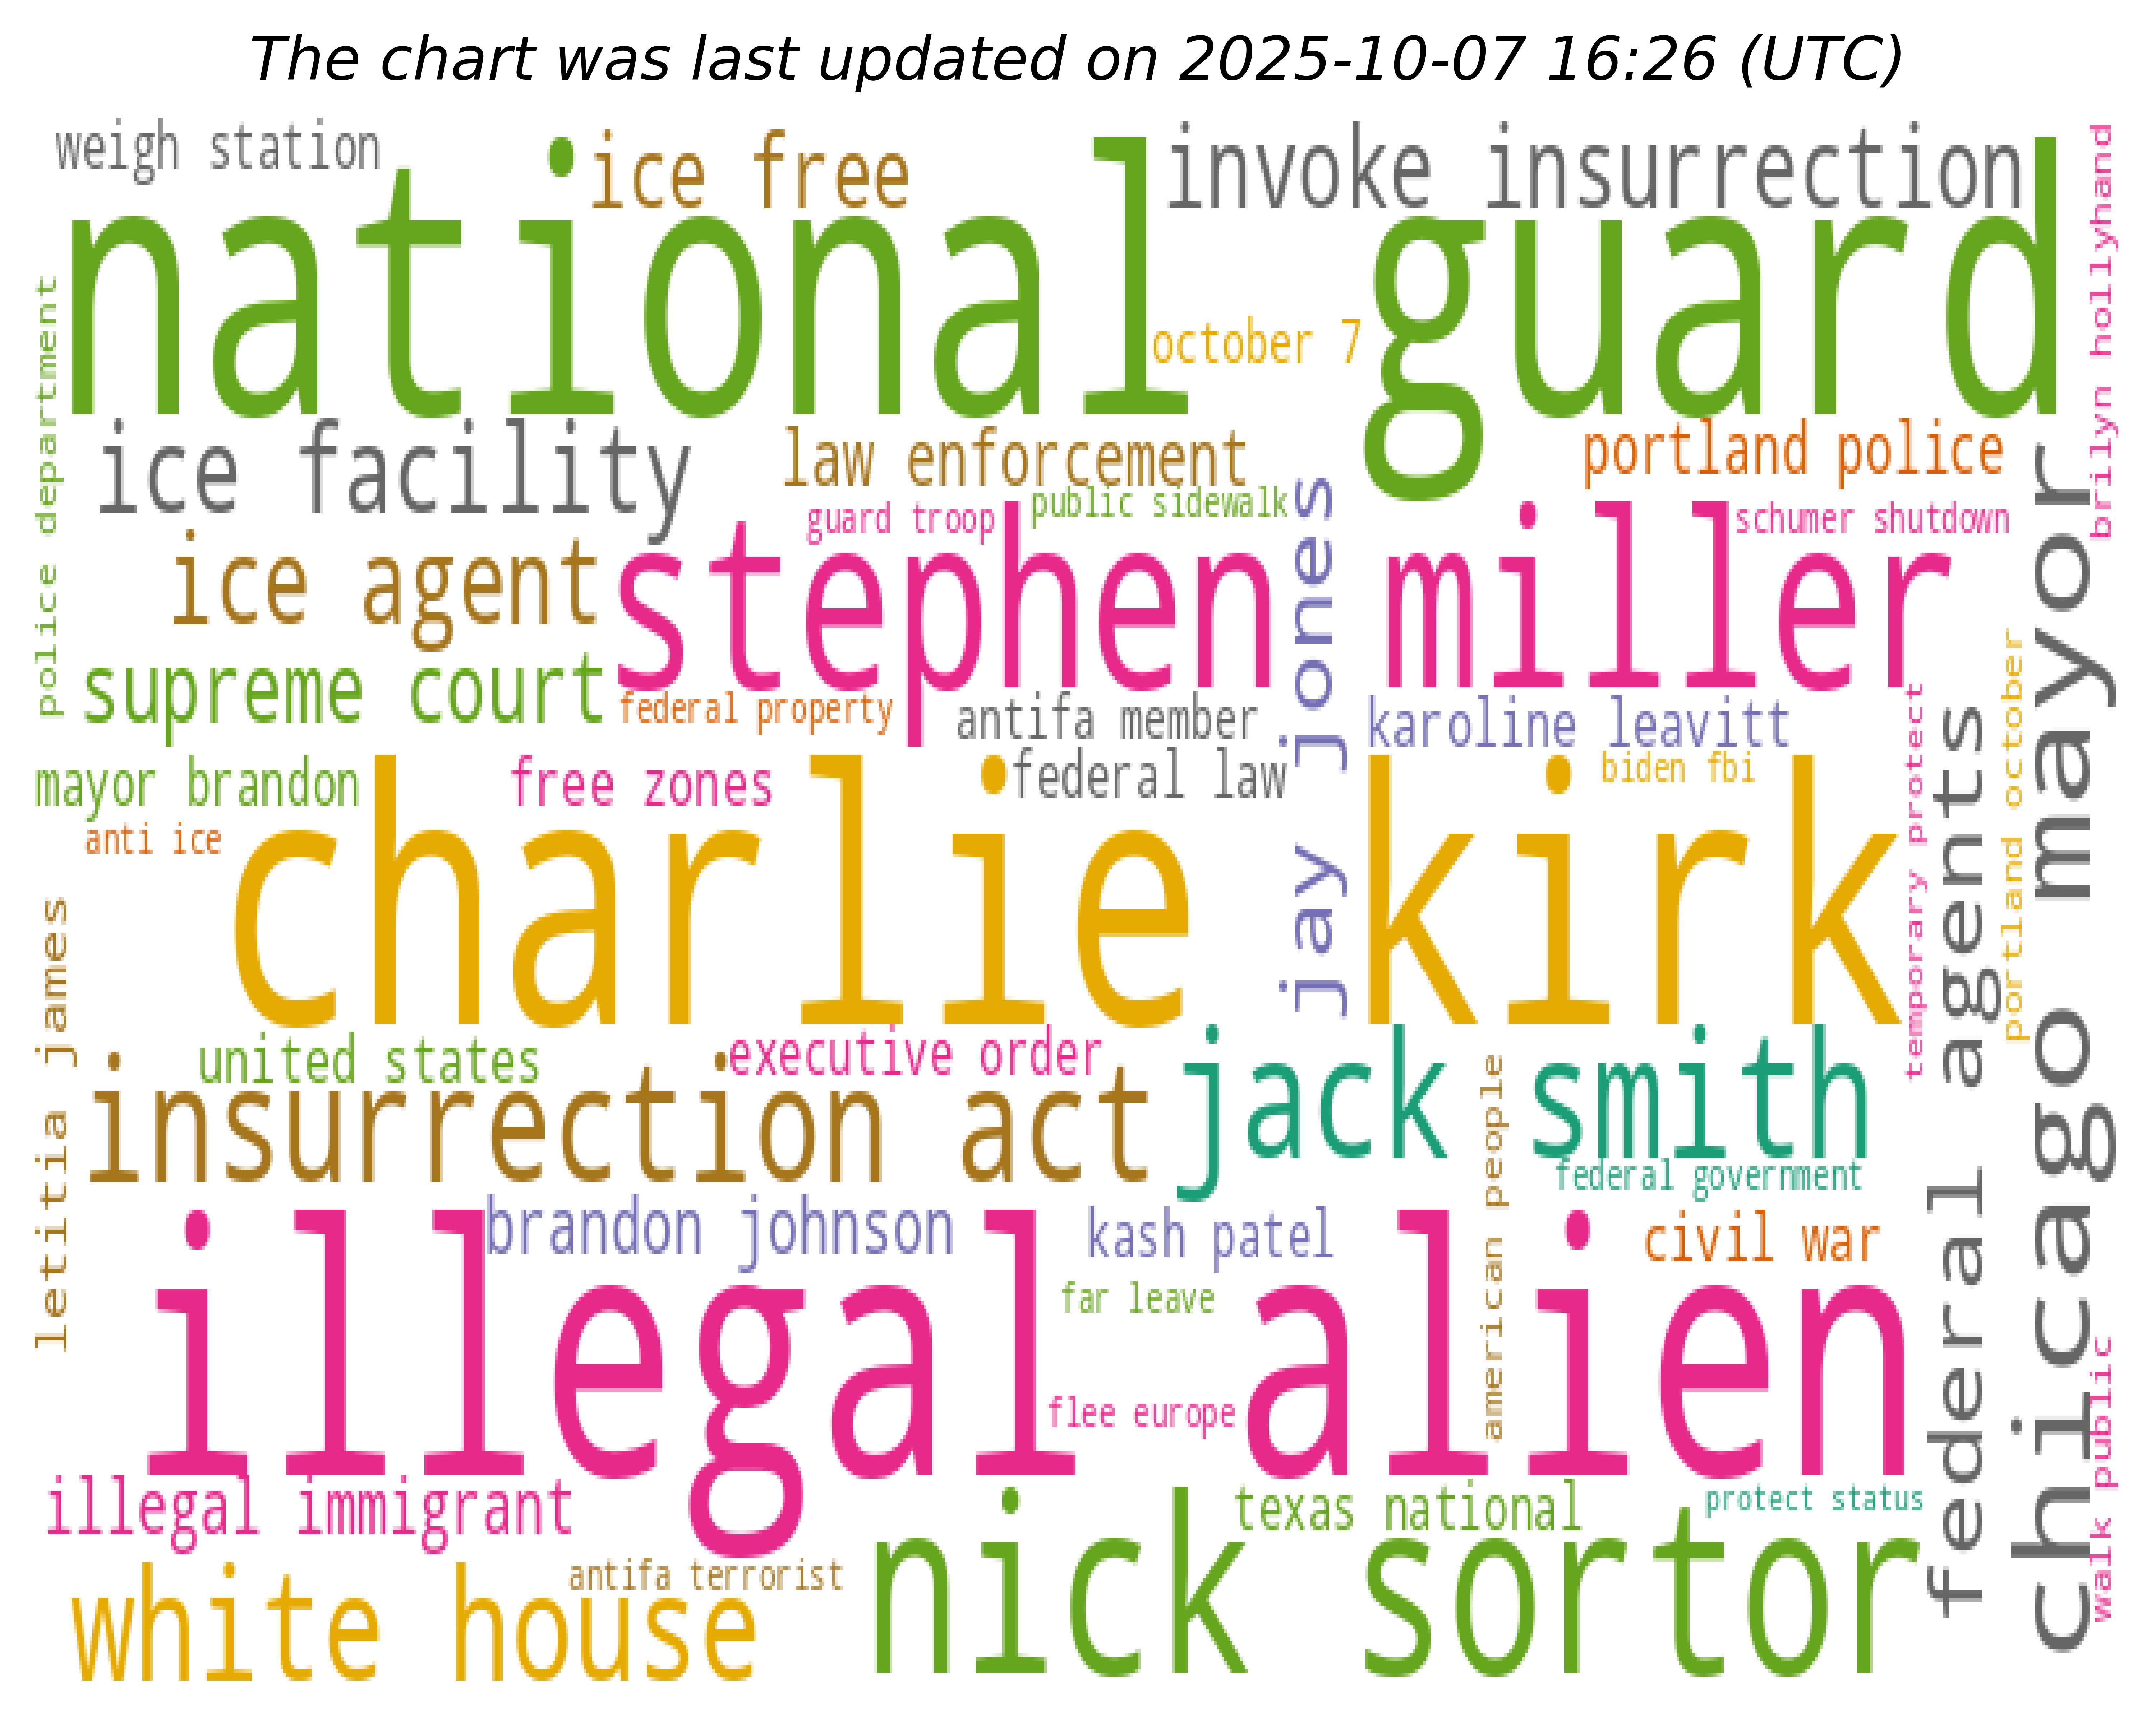 The chart was last updated on 2025-10-07 16:26 (UTC)
weigh station
ice free
invoke insurrection
national guard
october 7
brilyn hollyhand
police department
ice facility
law enforcement
portland police
guard troop
public sidewalk
schumer shutdown
ice agent
stephen miller
jay jones
chicago mayor
supreme court
federal property
antifa member
karoline leavitt
temporary protect
federal agents
portland october
mayor brandon
free zones
federal law
biden fbi
anti ice
charlie kirk
letitia james
united states
executive order
jack smith
insurrection act
american people
federal government
brandon johnson
kash patel
civil war
far leave
illegal alien
flee europe
walk public
illegal immigrant
texas national
protect status
antifa terrorist
white house
nick sortor